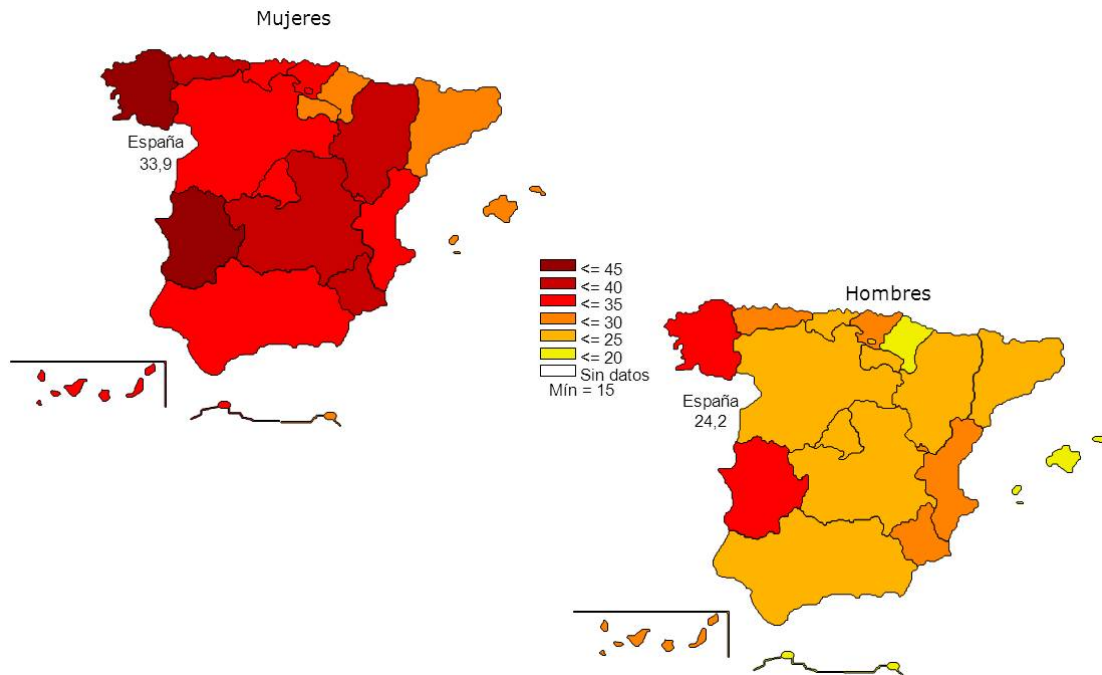 Mujeres
España
33,9
<= 45
<= 40
<= 35
<= 30
<= 25
<= 20
Sin datos
Mín = 15
Hombres
España
24,2